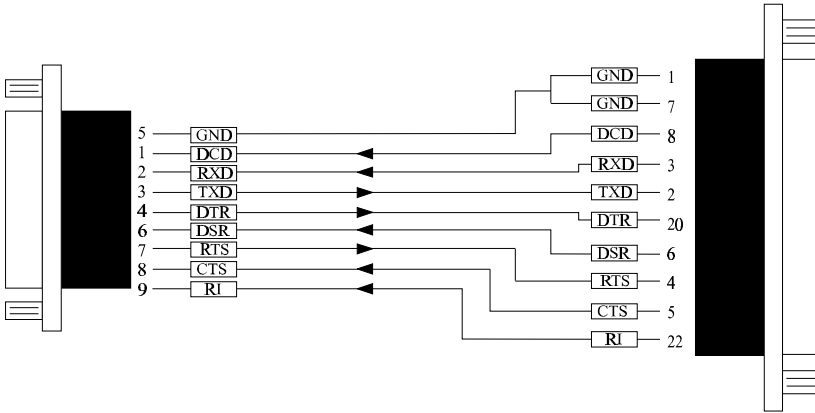 5 GND
1 DCD
2 RXD
3 TXD
4 DTR
6 DSR
7 RTS
8 CTS
9 RI
GND 1
GND 7
DCD 8
RXD 3
TXD 2
DTR 20
DSR 6
RTS 4
CTS 5
RI 22